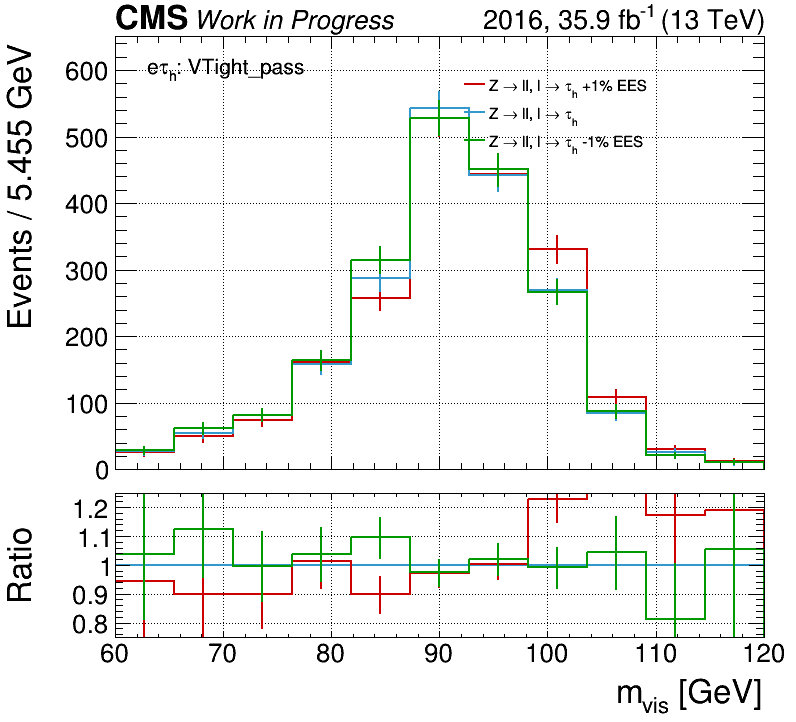 CMS Work in Progress 2016, 35.9 fb⁻¹ (13 TeV)
eτh: VTight_pass
Z → ll, l → τh +1% EES
Z → ll, l → τh
Z → ll, l → τh -1% EES
Events / 5.455 GeV
600
500
400
300
200
100
0
Ratio
1.2
1.1
1
0.9
0.8
60 70 80 90 100 110 120
mvis [GeV]